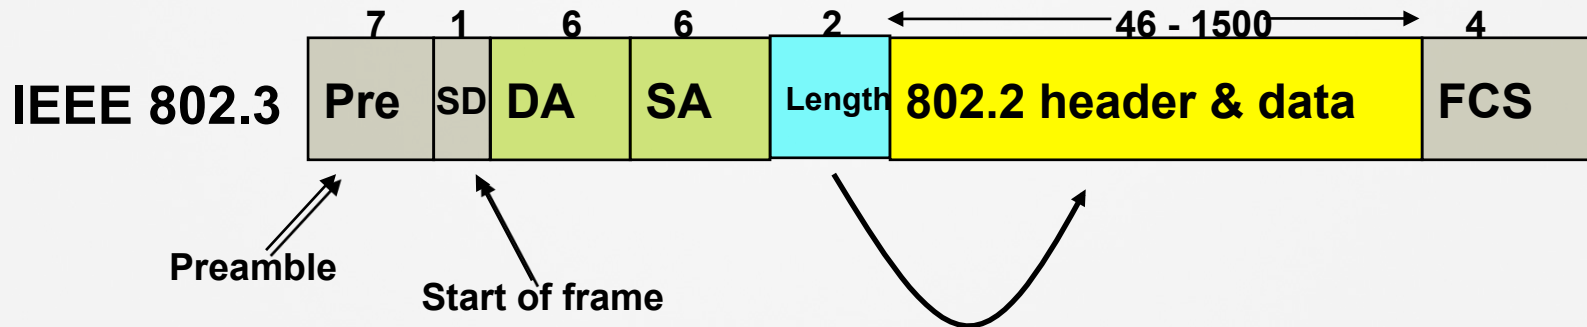 7 1 6 6 2 46 - 1500 4
IEEE 802.3 Pre SD DA SA Length 802.2 header & data FCS
Preamble
Start of frame